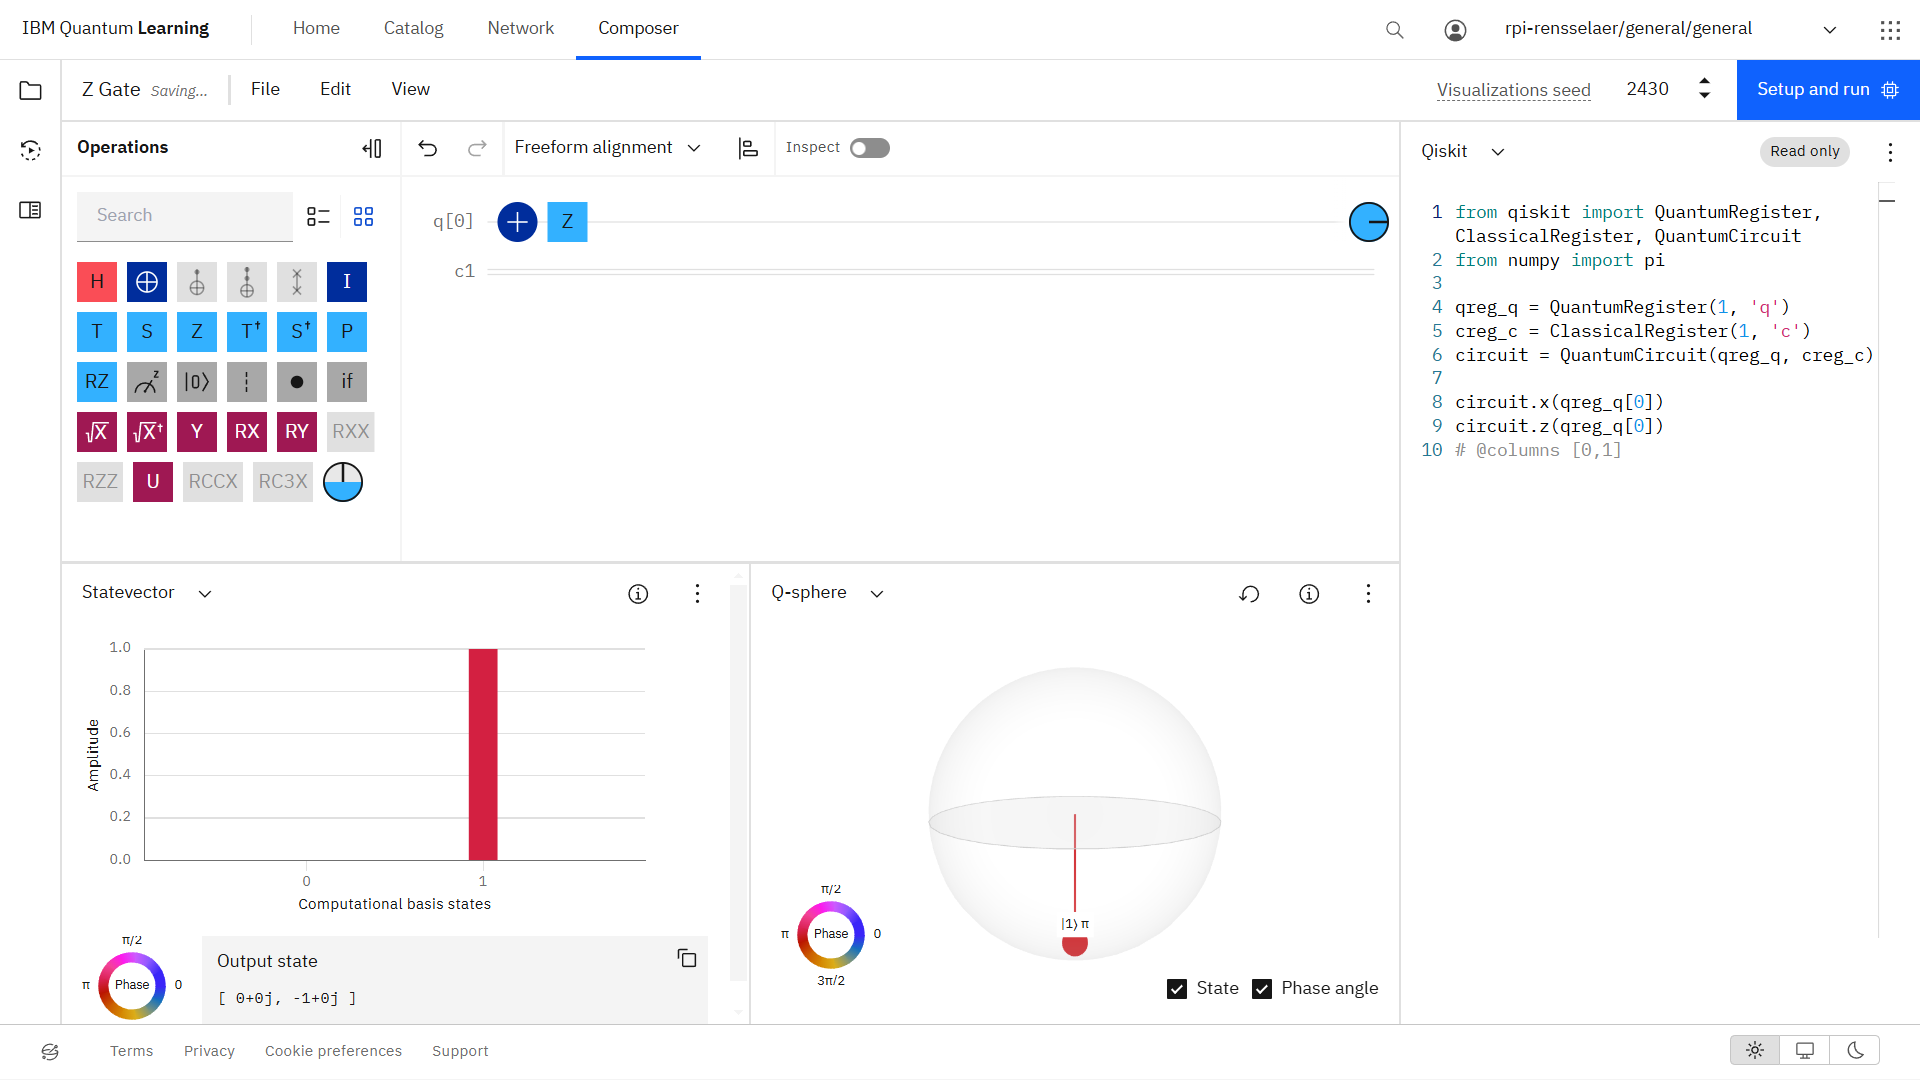 IBM Quantum Learning
Home
Catalog
Network
Composer
rpi-rensselaer/general/general
Z Gate Saving...
File
Edit
View
Visualizations seed
2430
Setup and run
Operations
Freeform alignment
Inspect
Qiskit
Read only
Search
H
I
T S Z T† S† P
RZ z |0⟩ if
√X √X† Y RX RY RXX
RZZ U RCCX RC3X
q[0]
Z
c1
1 from qiskit import QuantumRegister,
ClassicalRegister, QuantumCircuit
2 from numpy import pi
3
4 qreg_q = QuantumRegister(1, 'q')
5 creg_c = ClassicalRegister(1, 'c')
6 circuit = QuantumCircuit(qreg_q, creg_c)
7
8 circuit.x(qreg_q[0])
9 circuit.z(qreg_q[0])
10 # @columns [0,1]
Statevector
1.0
0.8
0.6
0.4
0.2
0.0
Amplitude
0 1
Computational basis states
π/2
π Phase 0
Output state
[ 0+0j, -1+0j ]
Q-sphere
|1⟩ π
π/2
π Phase 0
3π/2
State
Phase angle
Terms
Privacy
Cookie preferences
Support